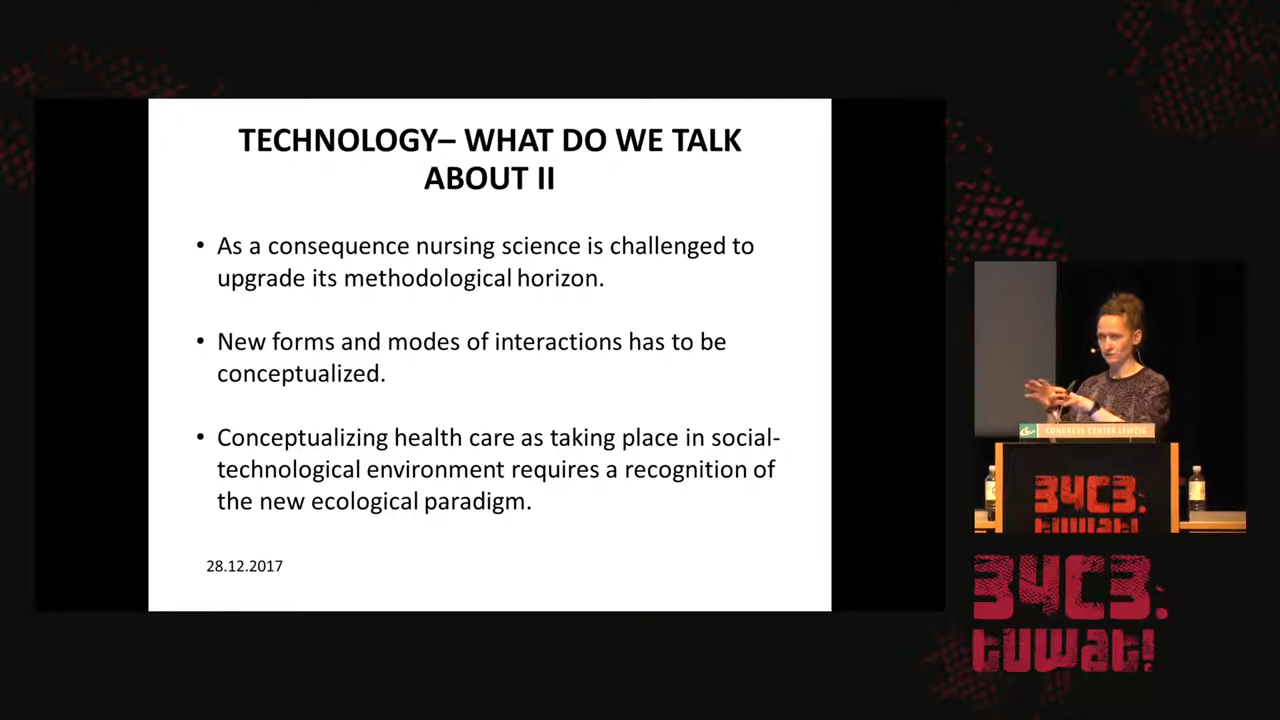 TECHNOLOGY– WHAT DO WE TALK
ABOUT II
• As a consequence nursing science is challenged to
upgrade its methodological horizon.
• New forms and modes of interactions has to be
conceptualized.
• Conceptualizing health care as taking place in social-
technological environment requires a recognition of
the new ecological paradigm.
28.12.2017
CONGRESS CENTER LEIPZIG
34C3.
tuwat!
34C3.
tuwat!